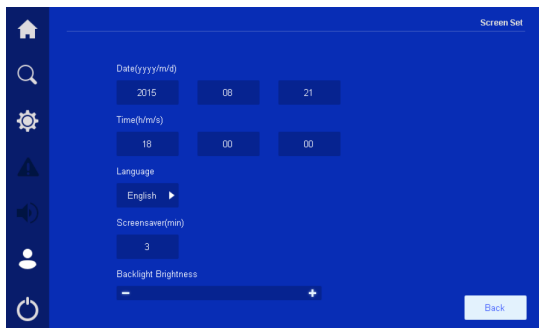 Screen Set
Date(yyyy/m/d)
2015 08 21
Time(h/m/s)
18 00 00
Language
English
Screensaver(min)
3
Backlight Brightness
- +
Back